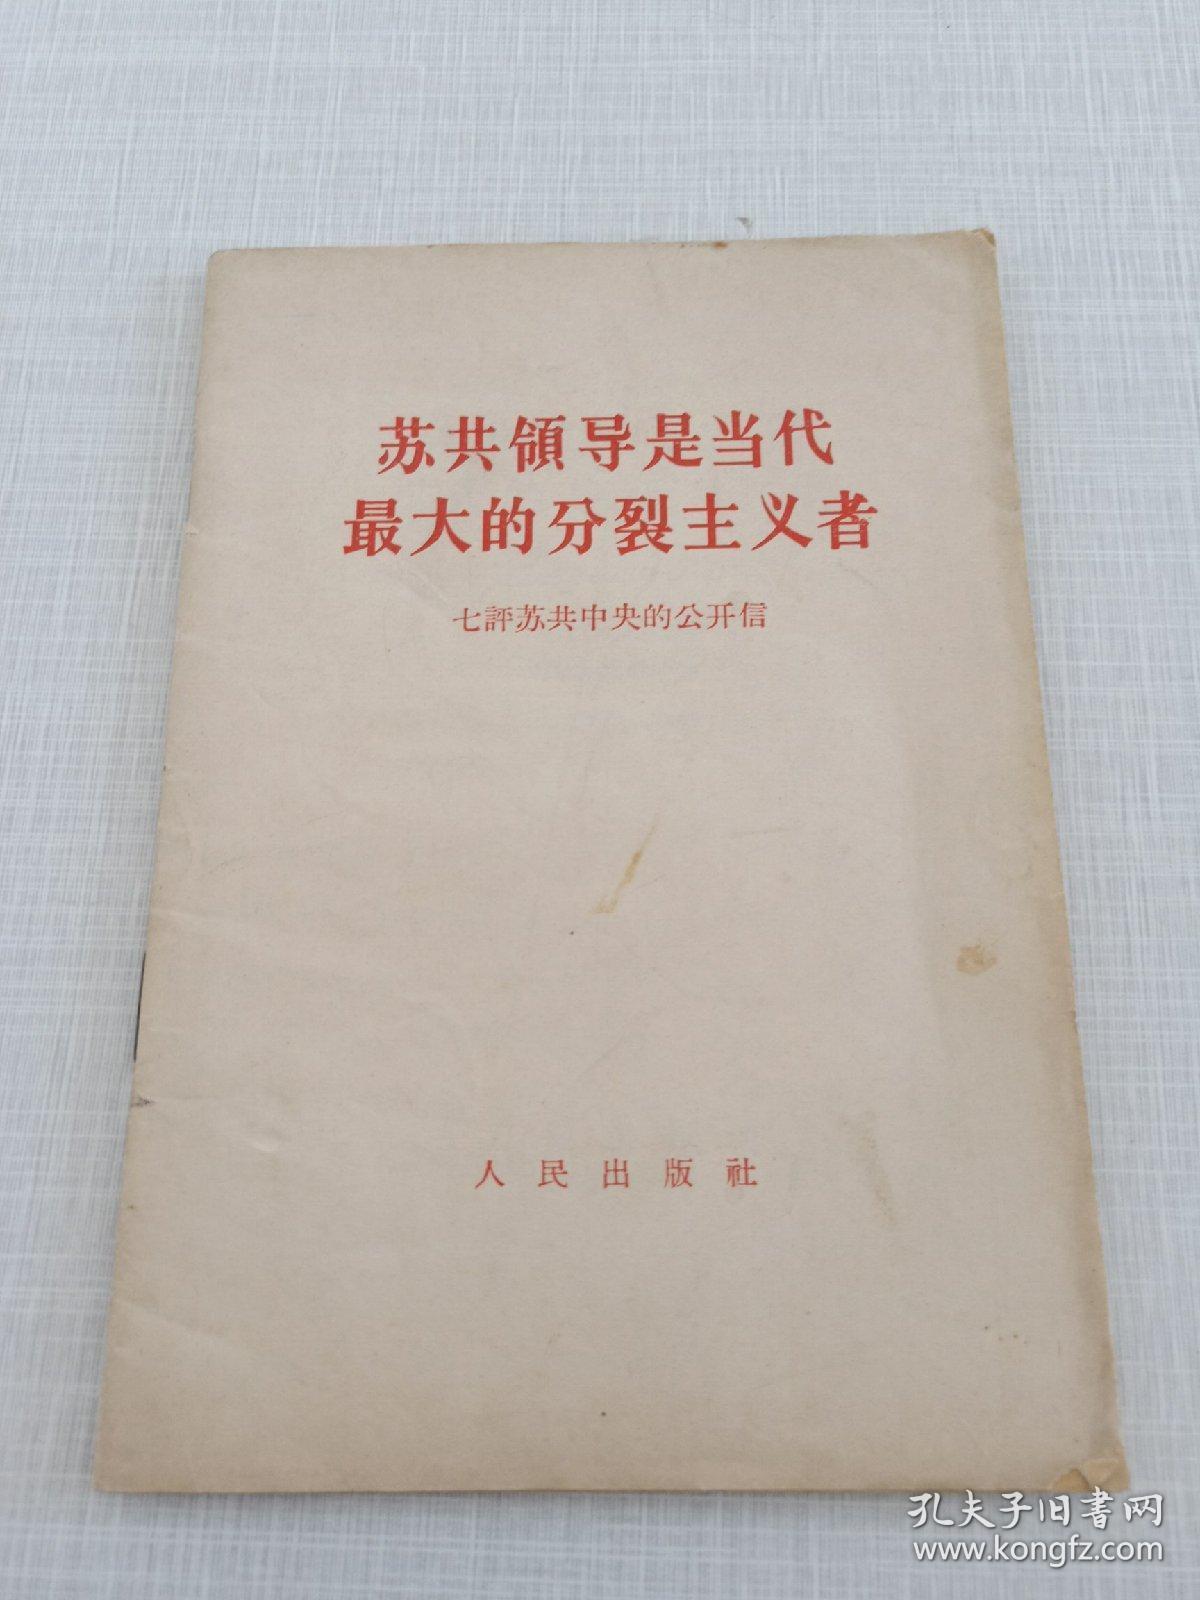 苏共領导是当代
最大的分裂主义者
七評苏共中央的公开信
人民出版社
孔夫子旧書网
www.kongfz.com